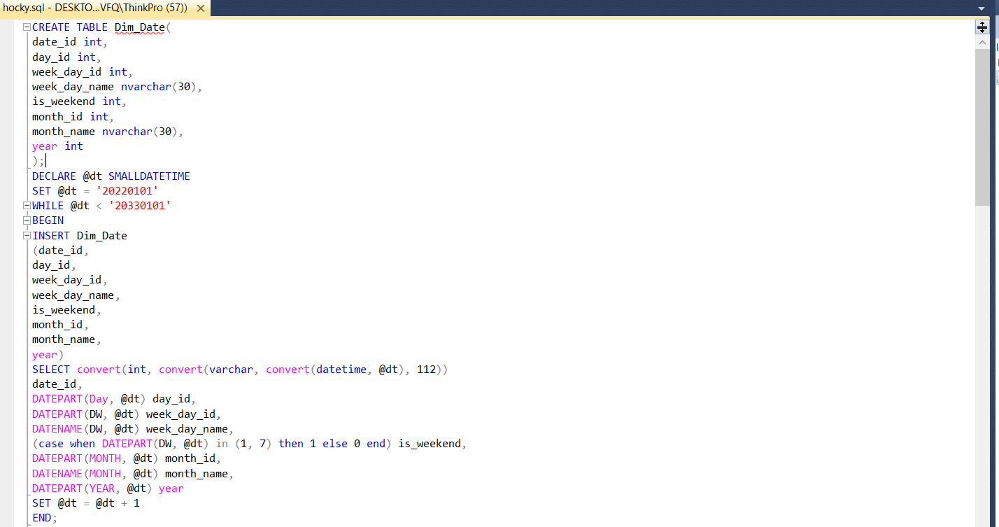 hocky.sql - DESKTO...VFQ\ThinkPro (57))
CREATE TABLE Dim_Date(
date_id int,
day_id int,
week_day_id int,
week_day_name nvarchar(30),
is_weekend int,
month_id int,
month_name nvarchar(30),
year int
);
DECLARE @dt SMALLDATETIME
SET @dt = '20220101'
WHILE @dt < '20330101'
BEGIN
INSERT Dim_Date
(date_id,
day_id,
week_day_id,
week_day_name,
is_weekend,
month_id,
month_name,
year)
SELECT convert(int, convert(varchar, convert(datetime, @dt), 112))
date_id,
DATEPART(Day, @dt) day_id,
DATEPART(DW, @dt) week_day_id,
DATENAME(DW, @dt) week_day_name,
(case when DATEPART(DW, @dt) in (1, 7) then 1 else 0 end) is_weekend,
DATEPART(MONTH, @dt) month_id,
DATENAME(MONTH, @dt) month_name,
DATEPART(YEAR, @dt) year
SET @dt = @dt + 1
END;